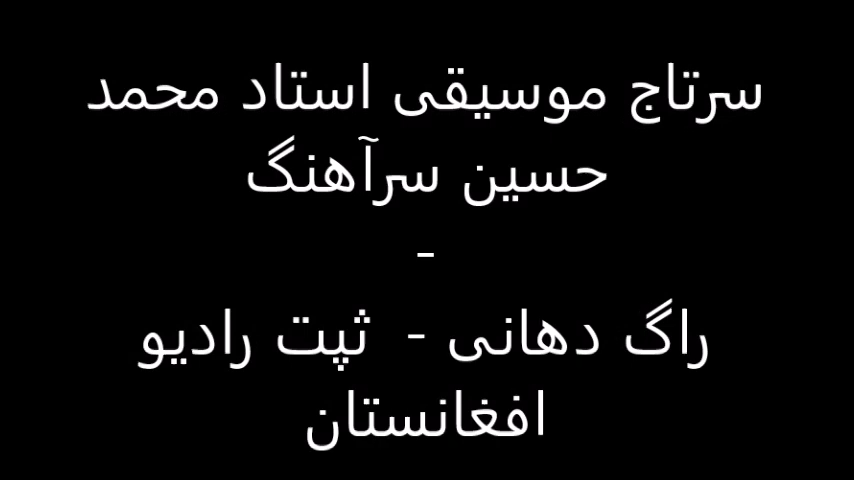 سرتاج موسیقی استاد محمد
حسین سرآهنگ
-
راگ دهانی - ثپت رادیو
افغانستان